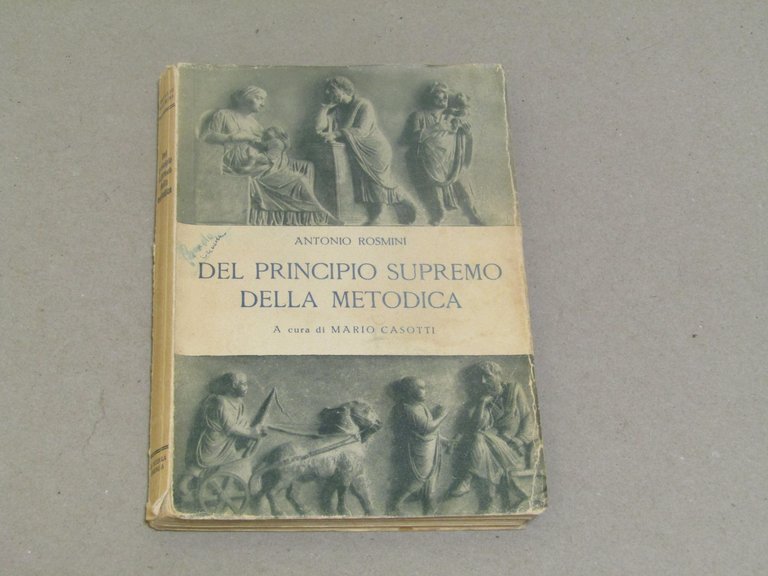 ANTONIO ROSMINI
DEL PRINCIPIO SUPREMO
DELLA METODICA
A cura di MARIO CASOTTI